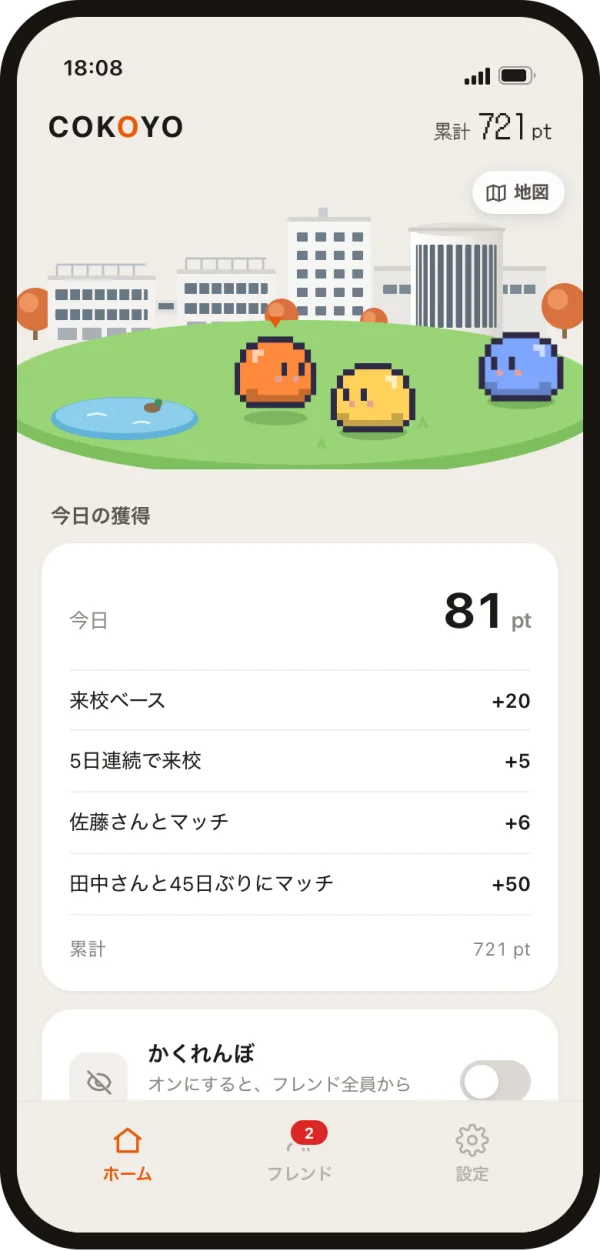 18:08
COKOYO
累計 721 pt
地図
今日の獲得
今日 81 pt
来校ベース +20
5日連続で来校 +5
佐藤さんとマッチ +6
田中さんと45日ぶりにマッチ +50
累計 721 pt
かくれんぼ
オンにすると、フレンド全員から
2
ホーム フレンド 設定